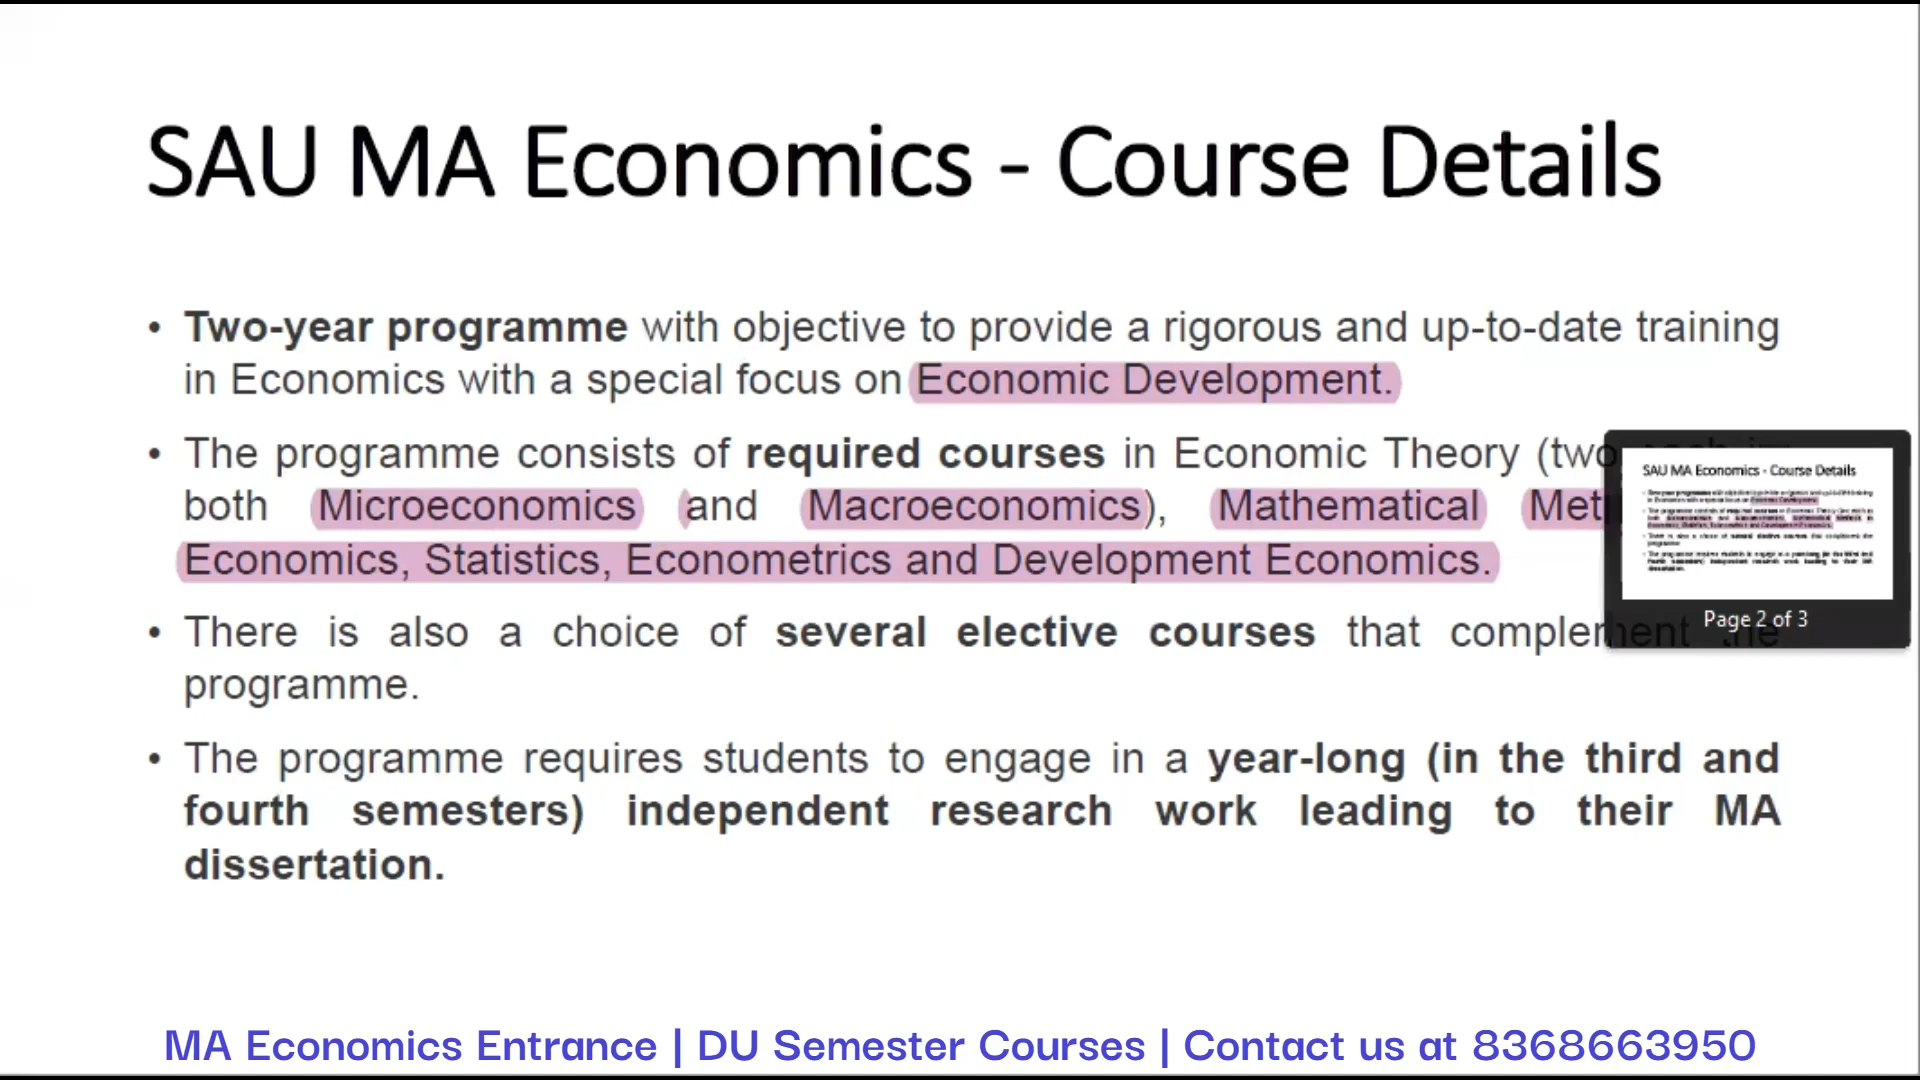 SAU MA Economics - Course Details
• Two-year programme with objective to provide a rigorous and up-to-date training
in Economics with a special focus on Economic Development.
• The programme consists of required courses in Economic Theory (two each in
both Microeconomics and Macroeconomics), Mathematical Met
Economics, Statistics, Econometrics and Development Economics.
• There is also a choice of several elective courses that complement the
programme.
• The programme requires students to engage in a year-long (in the third and
fourth semesters) independent research work leading to their MA
dissertation.
SAU MA Economics - Course Details
Page 2 of 3
MA Economics Entrance | DU Semester Courses | Contact us at 8368663950